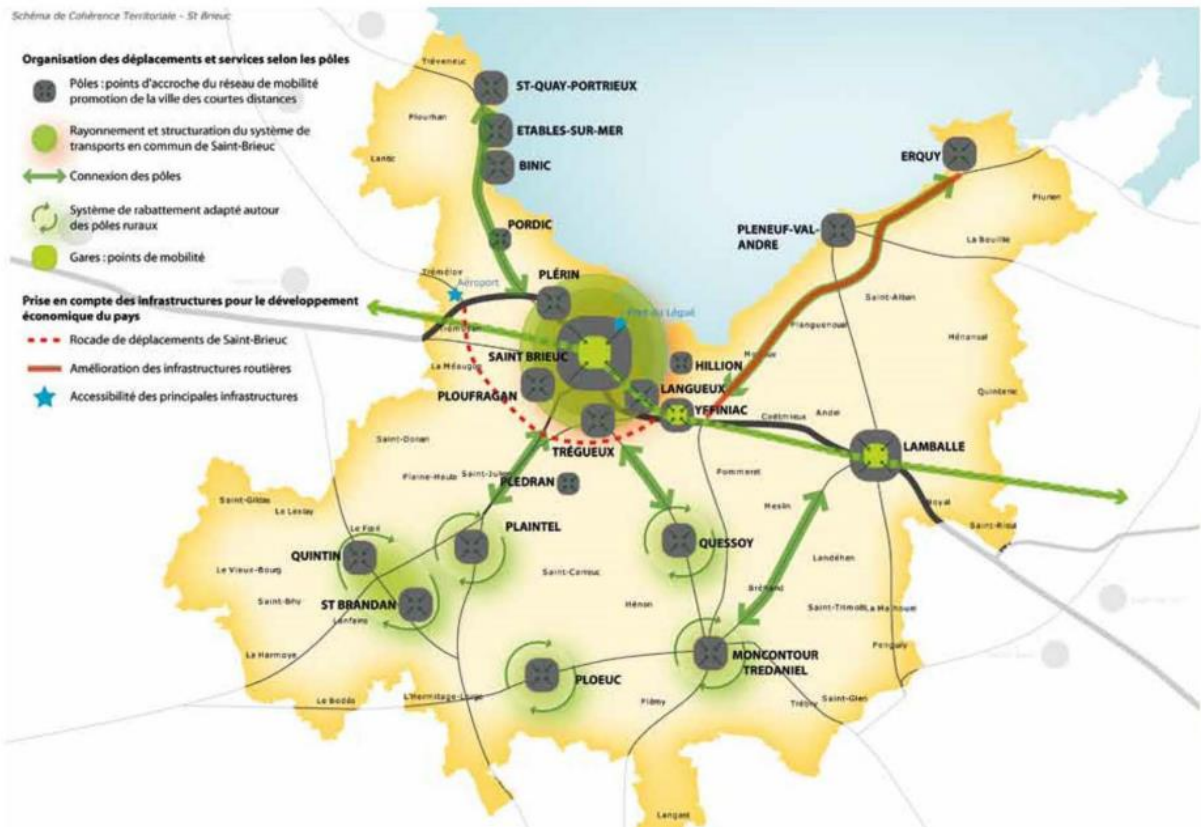 Schéma de Cohérence Territoriale - St Brieuc
Organisation des déplacements et services selon les pôles
Pôles : points d'accroche du réseau de mobilité
promotion de la ville des courtes distances
Rayonnement et structuration du système de
transports en commun de Saint-Brieuc
Connexion des pôles
Système de rabattement adapté autour
des pôles ruraux
Gares : points de mobilité
Prise en compte des infrastructures pour le développement
économique du pays
Rocade de déplacements de Saint-Brieuc
Amélioration des infrastructures routières
Accessibilité des principales infrastructures
Tréveneuc
ST-QUAY-PORTRIEUX
Plourhan
ETABLES-SUR-MER
Lantic
BINIC
ERQUY
Plurien
PORDIC
PLENEUF-VAL-
ANDRE
La Bouillie
Trémeloir
Aéroport
PLÉRIN
Saint-Alban
Port du Légué
Planguenoual
Hénansal
Trémuson
SAINT BRIEUC
La Méaugon
HILLION
Morieux
PLOUFRAGAN
LANGUEUX
YFFINIAC
Quintenic
Coëtmieux
Andel
Saint-Donan
TRÉGUEUX
LAMBALLE
Plaine-Haute
Saint-Julien
PLEDRAN
Pommeret
Saint-Gildas
Le Leslay
Meslin
Noyal
Le Foeil
Saint-Rieul
PLAINTEL
QUESSOY
QUINTIN
Landéhen
Le Vieux-Bourg
Saint-Carreuc
Bréhand
Saint-Bihy
ST BRANDAN
Lanfains
Hénon
Saint-Trimoël
La Malhoure
La Harmoye
Penguily
MONCONTOUR
TREDANIEL
PLOEUC
L'Hermitage-Lorge
Le Bodéo
Plémy
Trébry
Saint-Glen
Langast